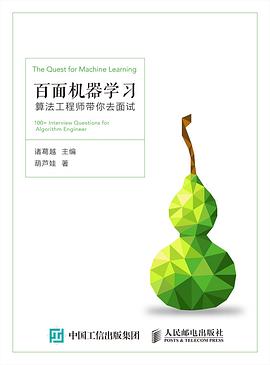 The Quest for Machine Learning
百面机器学习
算法工程师带你去面试
100+ Interview Questions for
Algorithm Engineer
诸葛越 主编
葫芦娃 著
中国工信出版集团
人民邮电出版社
POSTS & TELECOM PRESS